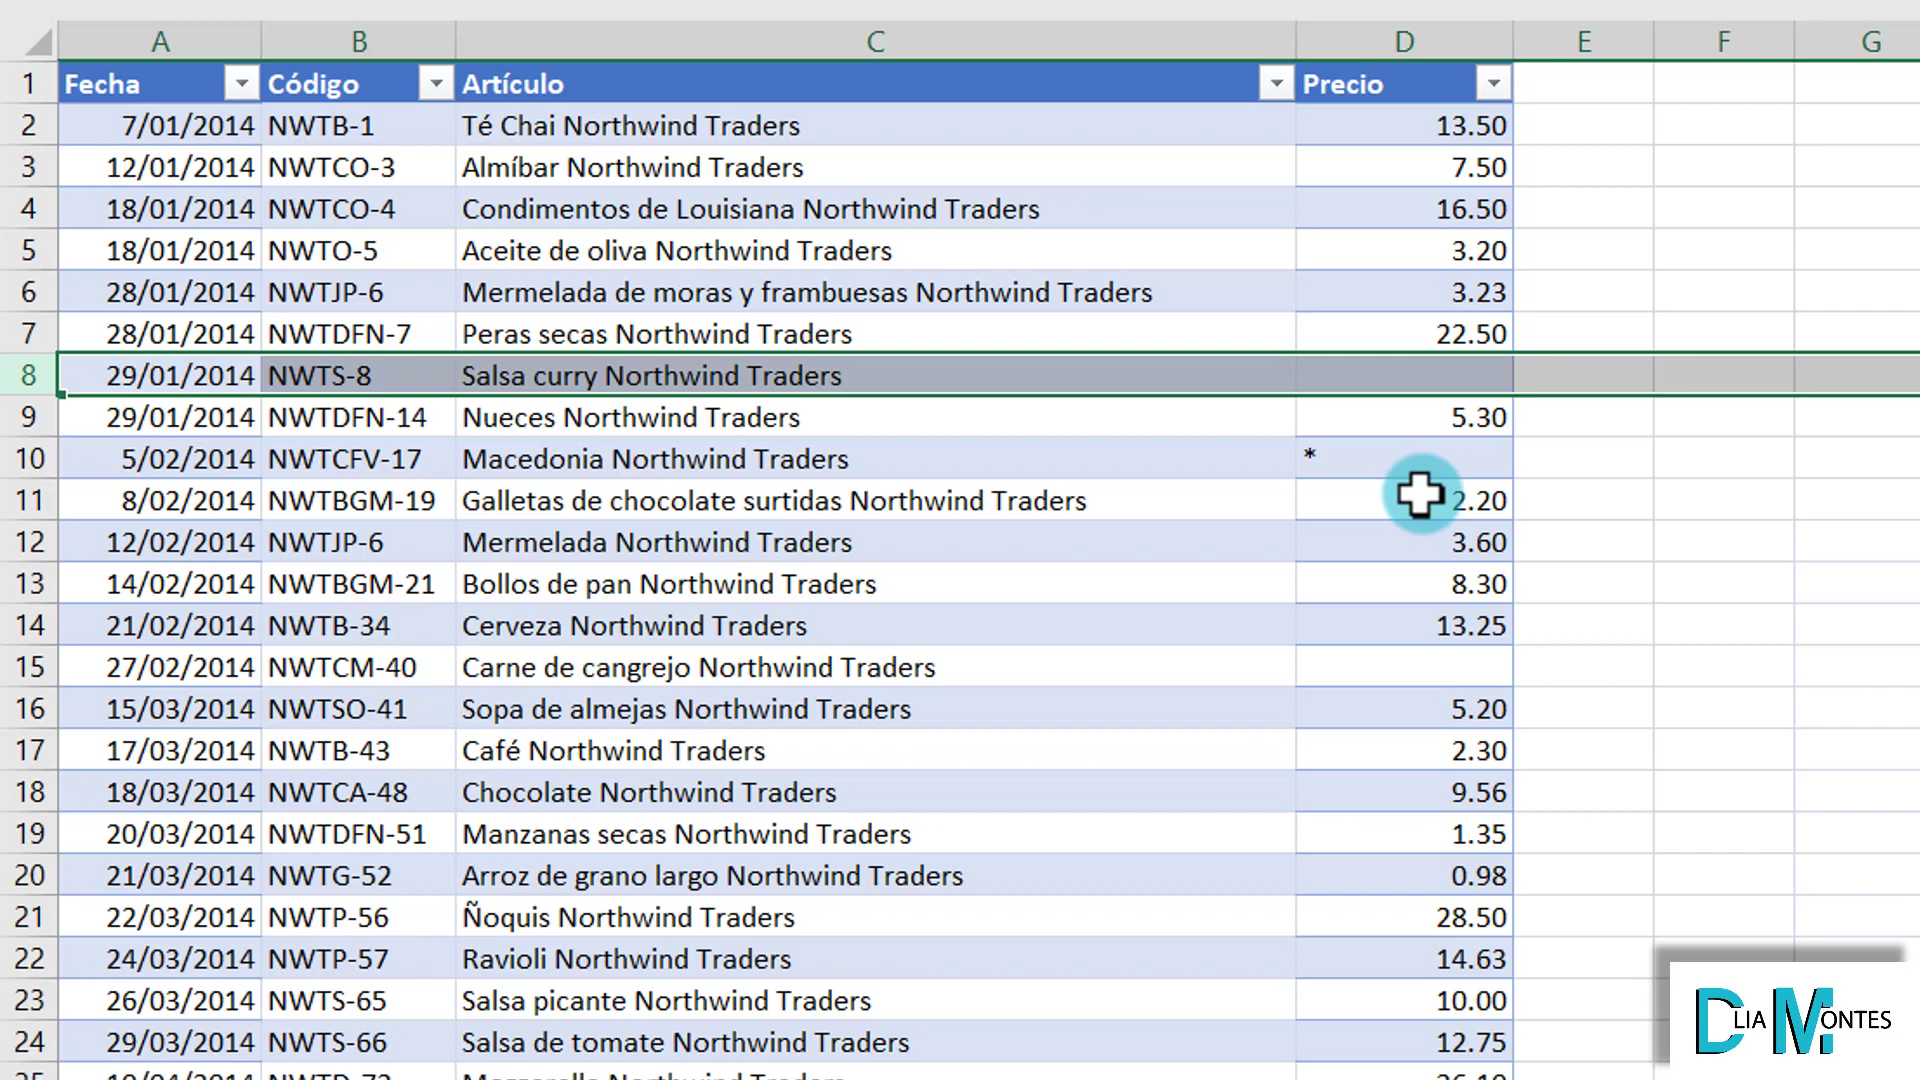 A B C D E F G
1 Fecha Código Artículo Precio
2 7/01/2014 NWTB-1 Té Chai Northwind Traders 13.50
3 12/01/2014 NWTCO-3 Almíbar Northwind Traders 7.50
4 18/01/2014 NWTCO-4 Condimentos de Louisiana Northwind Traders 16.50
5 18/01/2014 NWTO-5 Aceite de oliva Northwind Traders 3.20
6 28/01/2014 NWTJP-6 Mermelada de moras y frambuesas Northwind Traders 3.23
7 28/01/2014 NWTDFN-7 Peras secas Northwind Traders 22.50
8 29/01/2014 NWTS-8 Salsa curry Northwind Traders
9 29/01/2014 NWTDFN-14 Nueces Northwind Traders 5.30
10 5/02/2014 NWTCFV-17 Macedonia Northwind Traders *
11 8/02/2014 NWTBGM-19 Galletas de chocolate surtidas Northwind Traders 2.20
12 12/02/2014 NWTJP-6 Mermelada Northwind Traders 3.60
13 14/02/2014 NWTBGM-21 Bollos de pan Northwind Traders 8.30
14 21/02/2014 NWTB-34 Cerveza Northwind Traders 13.25
15 27/02/2014 NWTCM-40 Carne de cangrejo Northwind Traders
16 15/03/2014 NWTSO-41 Sopa de almejas Northwind Traders 5.20
17 17/03/2014 NWTB-43 Café Northwind Traders 2.30
18 18/03/2014 NWTCA-48 Chocolate Northwind Traders 9.56
19 20/03/2014 NWTDFN-51 Manzanas secas Northwind Traders 1.35
20 21/03/2014 NWTG-52 Arroz de grano largo Northwind Traders 0.98
21 22/03/2014 NWTP-56 Ñoquis Northwind Traders 28.50
22 24/03/2014 NWTP-57 Ravioli Northwind Traders 14.63
23 26/03/2014 NWTS-65 Salsa picante Northwind Traders 10.00
24 29/03/2014 NWTS-66 Salsa de tomate Northwind Traders 12.75
DLIA MONTES